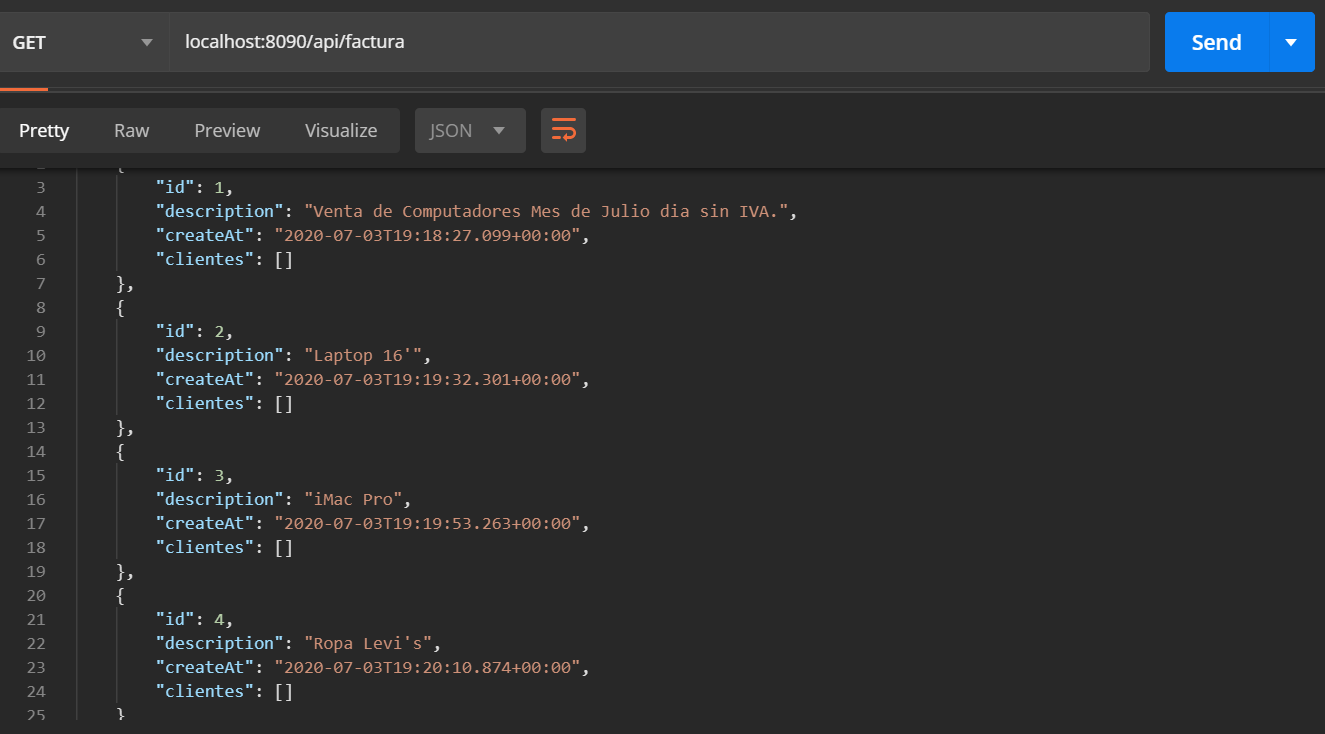 GET localhost:8090/api/factura Send
Pretty Raw Preview Visualize JSON
3 "id": 1,
4 "description": "Venta de Computadores Mes de Julio dia sin IVA.",
5 "createAt": "2020-07-03T19:18:27.099+00:00",
6 "clientes": []
7 },
8 {
9 "id": 2,
10 "description": "Laptop 16'",
11 "createAt": "2020-07-03T19:19:32.301+00:00",
12 "clientes": []
13 },
14 {
15 "id": 3,
16 "description": "iMac Pro",
17 "createAt": "2020-07-03T19:19:53.263+00:00",
18 "clientes": []
19 },
20 {
21 "id": 4,
22 "description": "Ropa Levi's",
23 "createAt": "2020-07-03T19:20:10.874+00:00",
24 "clientes": []
25 }